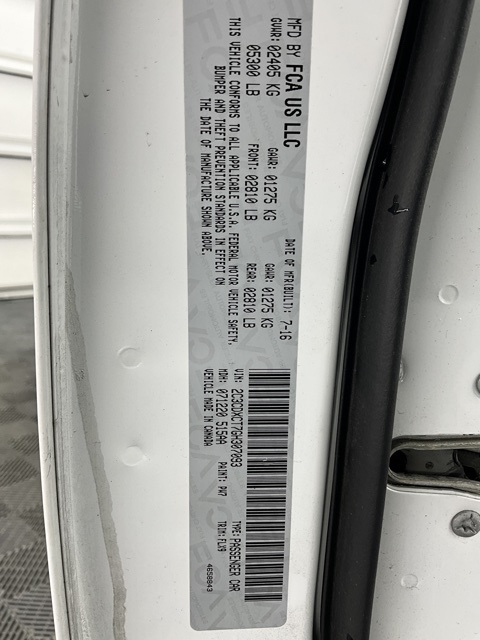 MFD BY FCA US LLC
DATE OF MFR(BUILT): 7-16
GVWR: 02405 KG GAWR: 01275 KG GAWR: 01275 KG
05300 LB FRONT: 02810 LB REAR: 02810 LB
THIS VEHICLE CONFORMS TO ALL APPLICABLE U.S.A. FEDERAL MOTOR VEHICLE SAFETY,
BUMPER AND THEFT PREVENTION STANDARDS IN EFFECT ON
THE DATE OF MANUFACTURE SHOWN ABOVE.
VIN: 2C3CDXCT7GH307093 TYPE: PASSENGER CAR
MDH: 071220 515AA PAINT: PW7 TRIM: FLX9
VEHICLE MADE IN CANADA 4658843